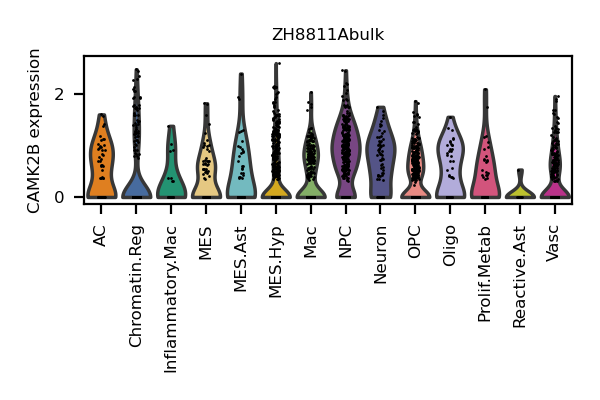 ZH8811Abulk
CAMK2B expression
2
0
AC
Chromatin.Reg
Inflammatory.Mac
MES
MES.Ast
MES.Hyp
Mac
NPC
Neuron
OPC
Oligo
Prolif.Metab
Reactive.Ast
Vasc